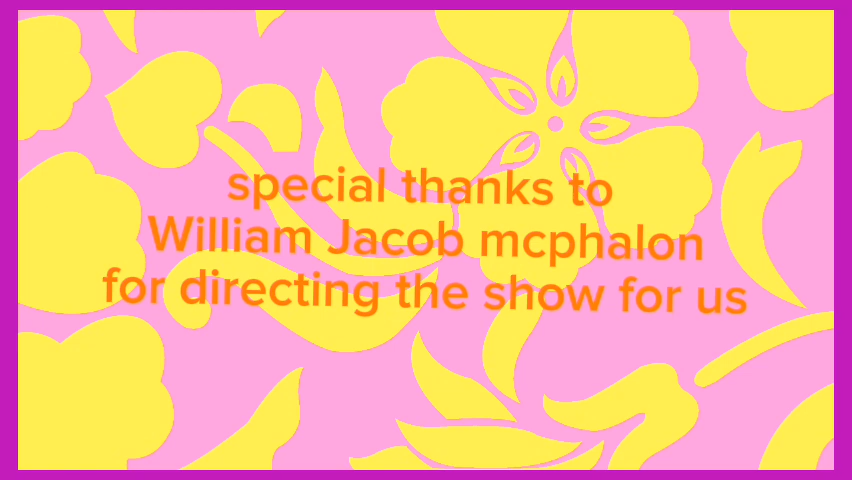 special thanks to
William Jacob mcphalon
for directing the show for us